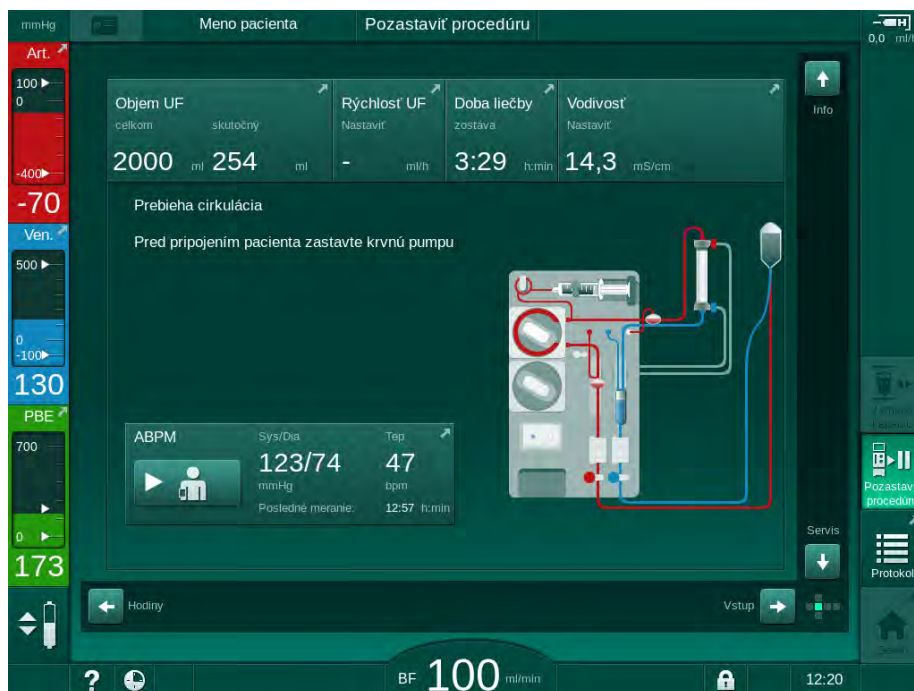 mmHg
Meno pacienta
Pozastaviť procedúru
0,0 ml/h
Art.
100
0
-400
-70
Ven.
500
0
-100
130
PBE
700
0
173
Objem UF
celkom skutočný
2000 ml 254 ml
Rýchlosť UF
Nastaviť
- ml/h
Doba liečby
zostáva
3:29 h:min
Vodivosť
Nastaviť
14,3 mS/cm
Info
Prebieha cirkulácia
Pred pripojením pacienta zastavte krvnú pumpu
ABPM
Sys/Dia Tep
123/74 47
mmHg bpm
Posledné meranie: 12:57 h:min
Pozastaviť
procedúru
Servis
Protokol
Hodiny
Vstup
?
BF 100 ml/min
12:20